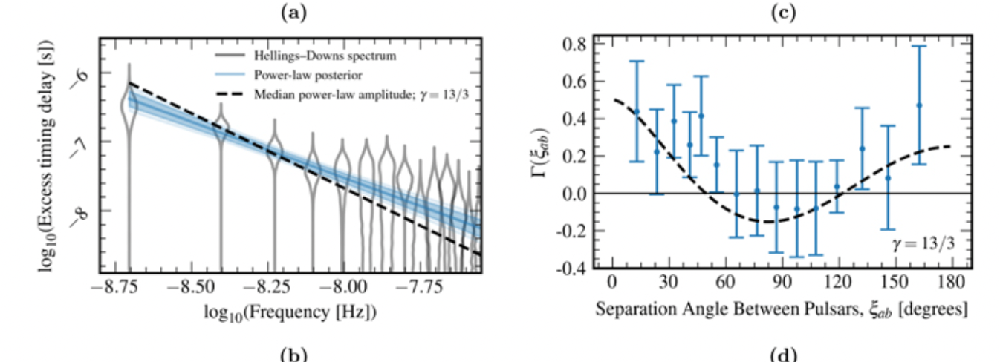 (a)
(c)
log₁₀(Excess timing delay [s])
−6
−7
−8
Hellings–Downs spectrum
Power-law posterior
Median power-law amplitude; γ = 13/3
−8.75 −8.50 −8.25 −8.00 −7.75
log₁₀(Frequency [Hz])
Γ(ξab)
0.8
0.6
0.4
0.2
0.0
-0.2
-0.4
γ = 13/3
0 30 60 90 120 150 180
Separation Angle Between Pulsars, ξab [degrees]
(b)
(d)